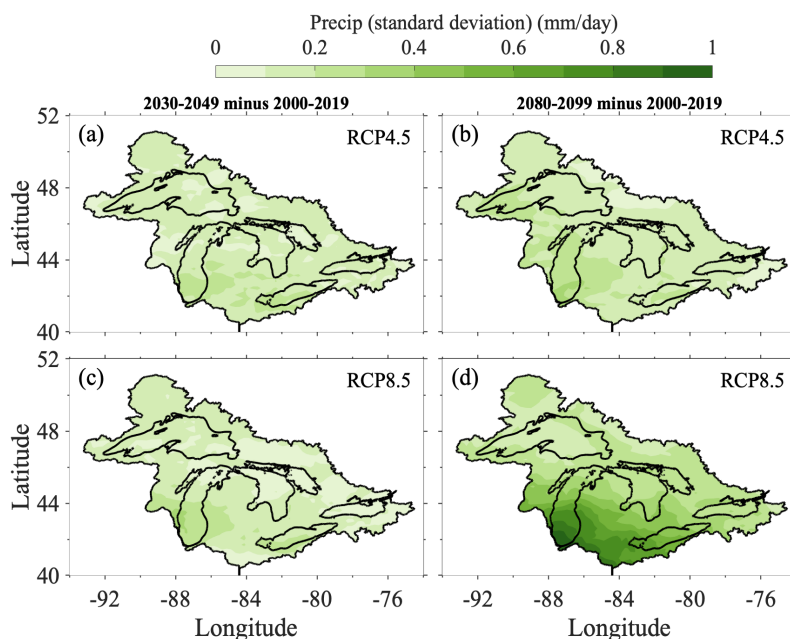 Precip (standard deviation) (mm/day)
0 0.2 0.4 0.6 0.8 1
2030-2049 minus 2000-2019
2080-2099 minus 2000-2019
52
(a) RCP4.5
(b) RCP4.5
48
Latitude
44
40
52
(c) RCP8.5
(d) RCP8.5
48
Latitude
44
40
-92 -88 -84 -80 -76
-92 -88 -84 -80 -76
Longitude
Longitude